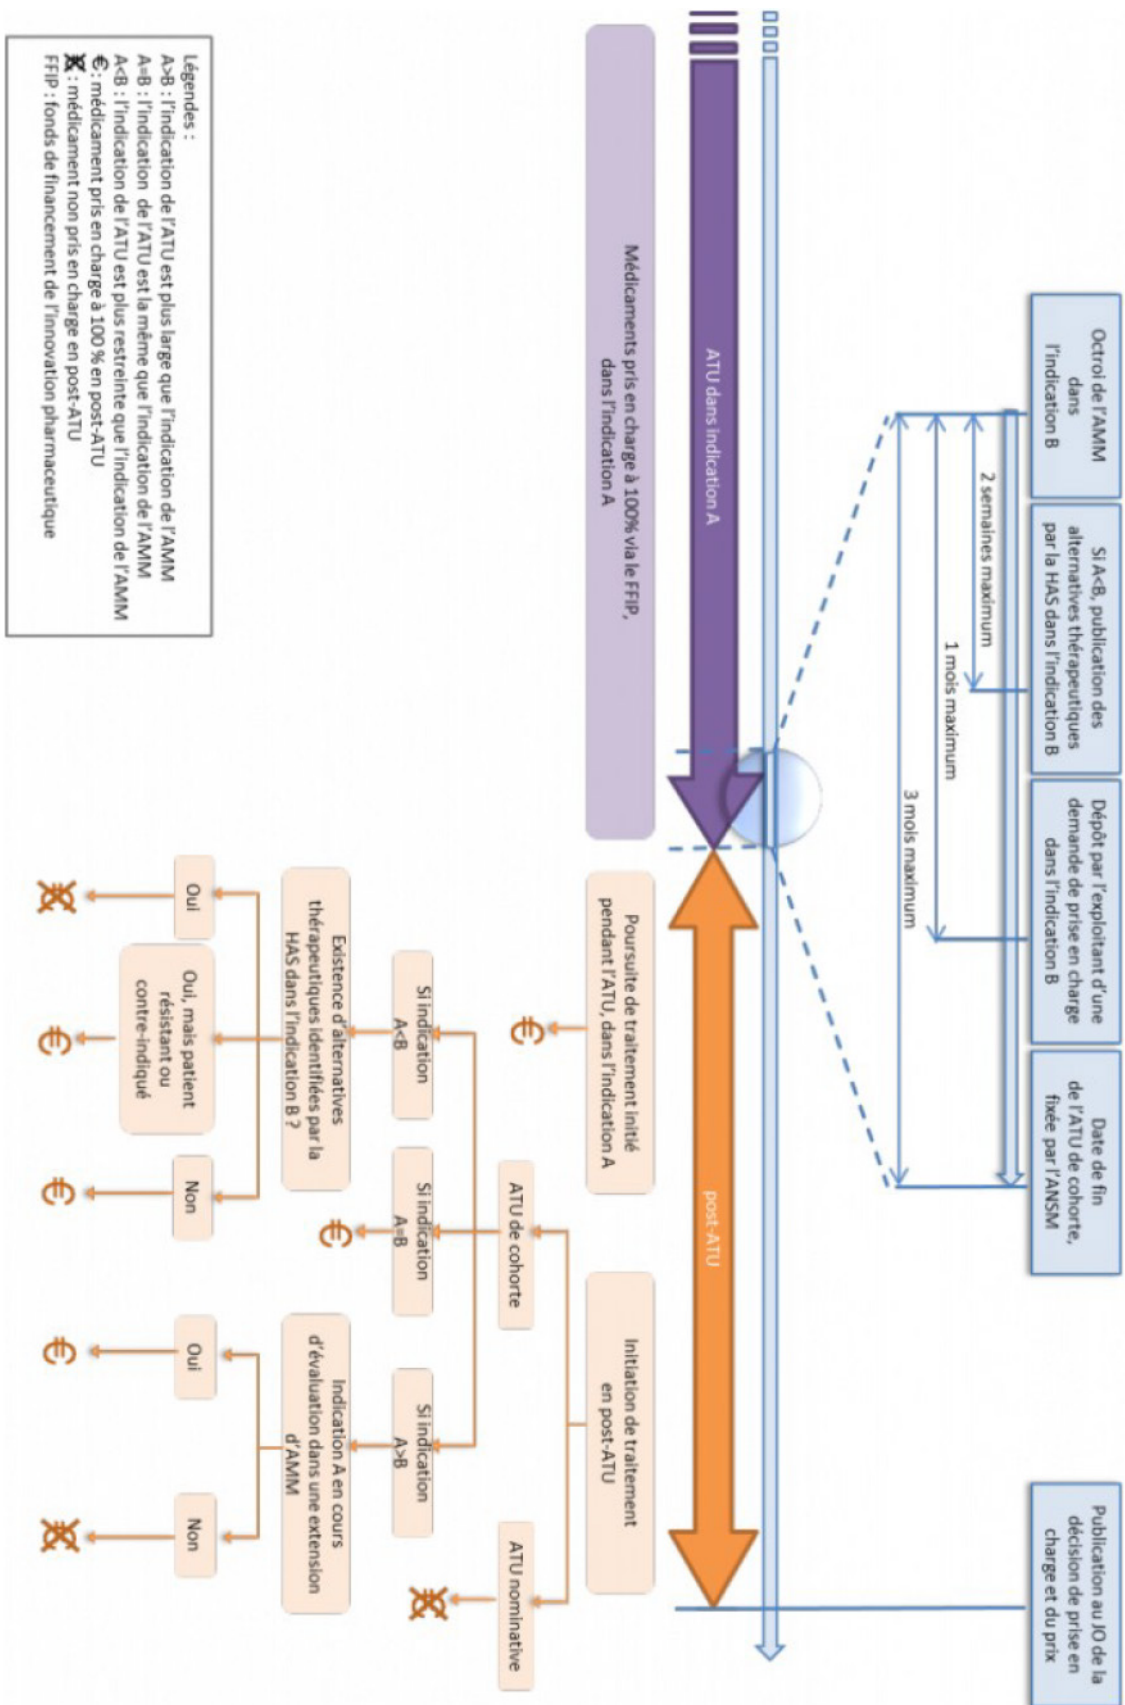 Octroi de l'AMM
dans
l'indication B
Si A<B, publication des
alternatives thérapeutiques
par la HAS dans l'indication B
Dépôt par l'exploitant d'une
demande de prise en charge
dans l'indication B
Date de fin
de l'ATU de cohorte,
fixée par l'ANSM
Publication au JO de la
décision de prise en
charge et du prix
2 semaines maximum
1 mois maximum
3 mois maximum
ATU dans indication A
post-ATU
Médicaments pris en charge à 100% via le FFIP,
dans l'indication A
Poursuite de traitement initié
pendant l'ATU, dans l'indication A
€
Initiation de traitement
en post-ATU
ATU de cohorte
ATU nominative
€
Si indication
A<B
Si indication
A=B
Si indication
A>B
€
Existence d'alternatives
thérapeutiques identifiées par la
HAS dans l'indication B ?
Indication A en cours
d'évaluation dans une extension
d'AMM
Oui
Oui, mais patient
résistant ou
contre-indiqué
Non
Oui
Non
€
€
€
€
€
Légendes :
A>B : l'indication de l'ATU est plus large que l'indication de l'AMM
A=B : l'indication de l'ATU est la même que l'indication de l'AMM
A<B : l'indication de l'ATU est plus restreinte que l'indication de l'AMM
€ : médicament pris en charge à 100 % en post-ATU
€ : médicament non pris en charge en post-ATU
FFIP : fonds de financement de l'innovation pharmaceutique